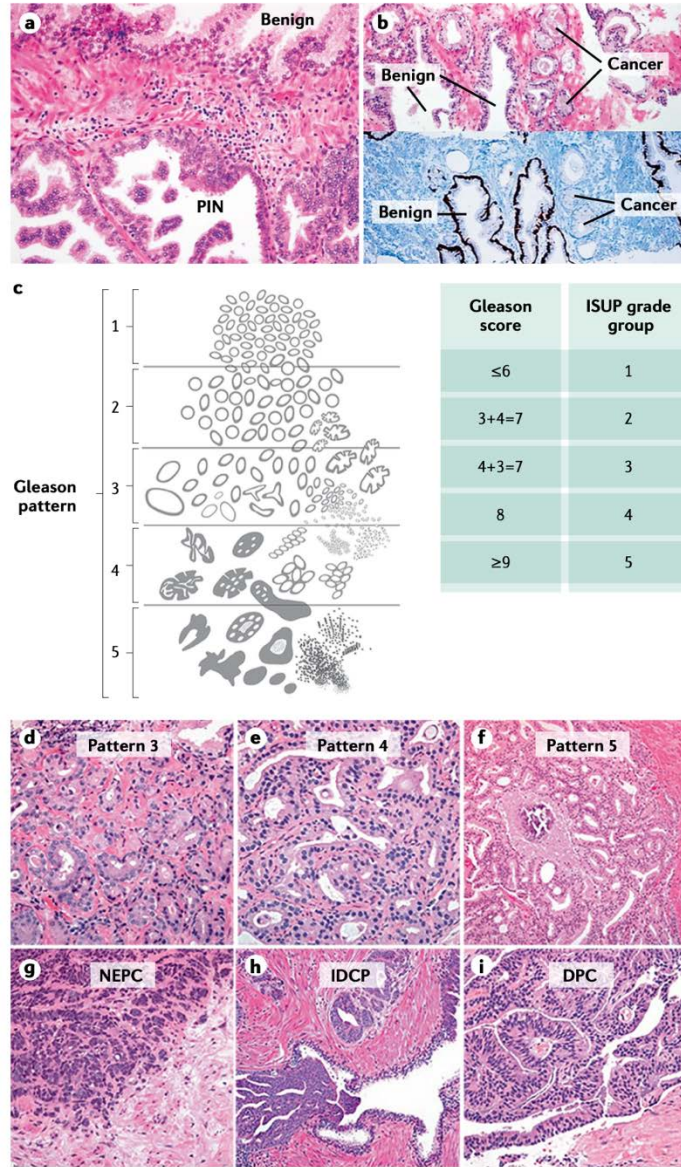 a
Benign
PIN
b
Benign
Cancer
Benign
Cancer
c
Gleason
pattern
1
2
3
4
5
Gleason
score
ISUP grade
group
≤6
1
3+4=7
2
4+3=7
3
8
4
≥9
5
d
Pattern 3
e
Pattern 4
f
Pattern 5
g
NEPC
h
IDCP
i
DPC